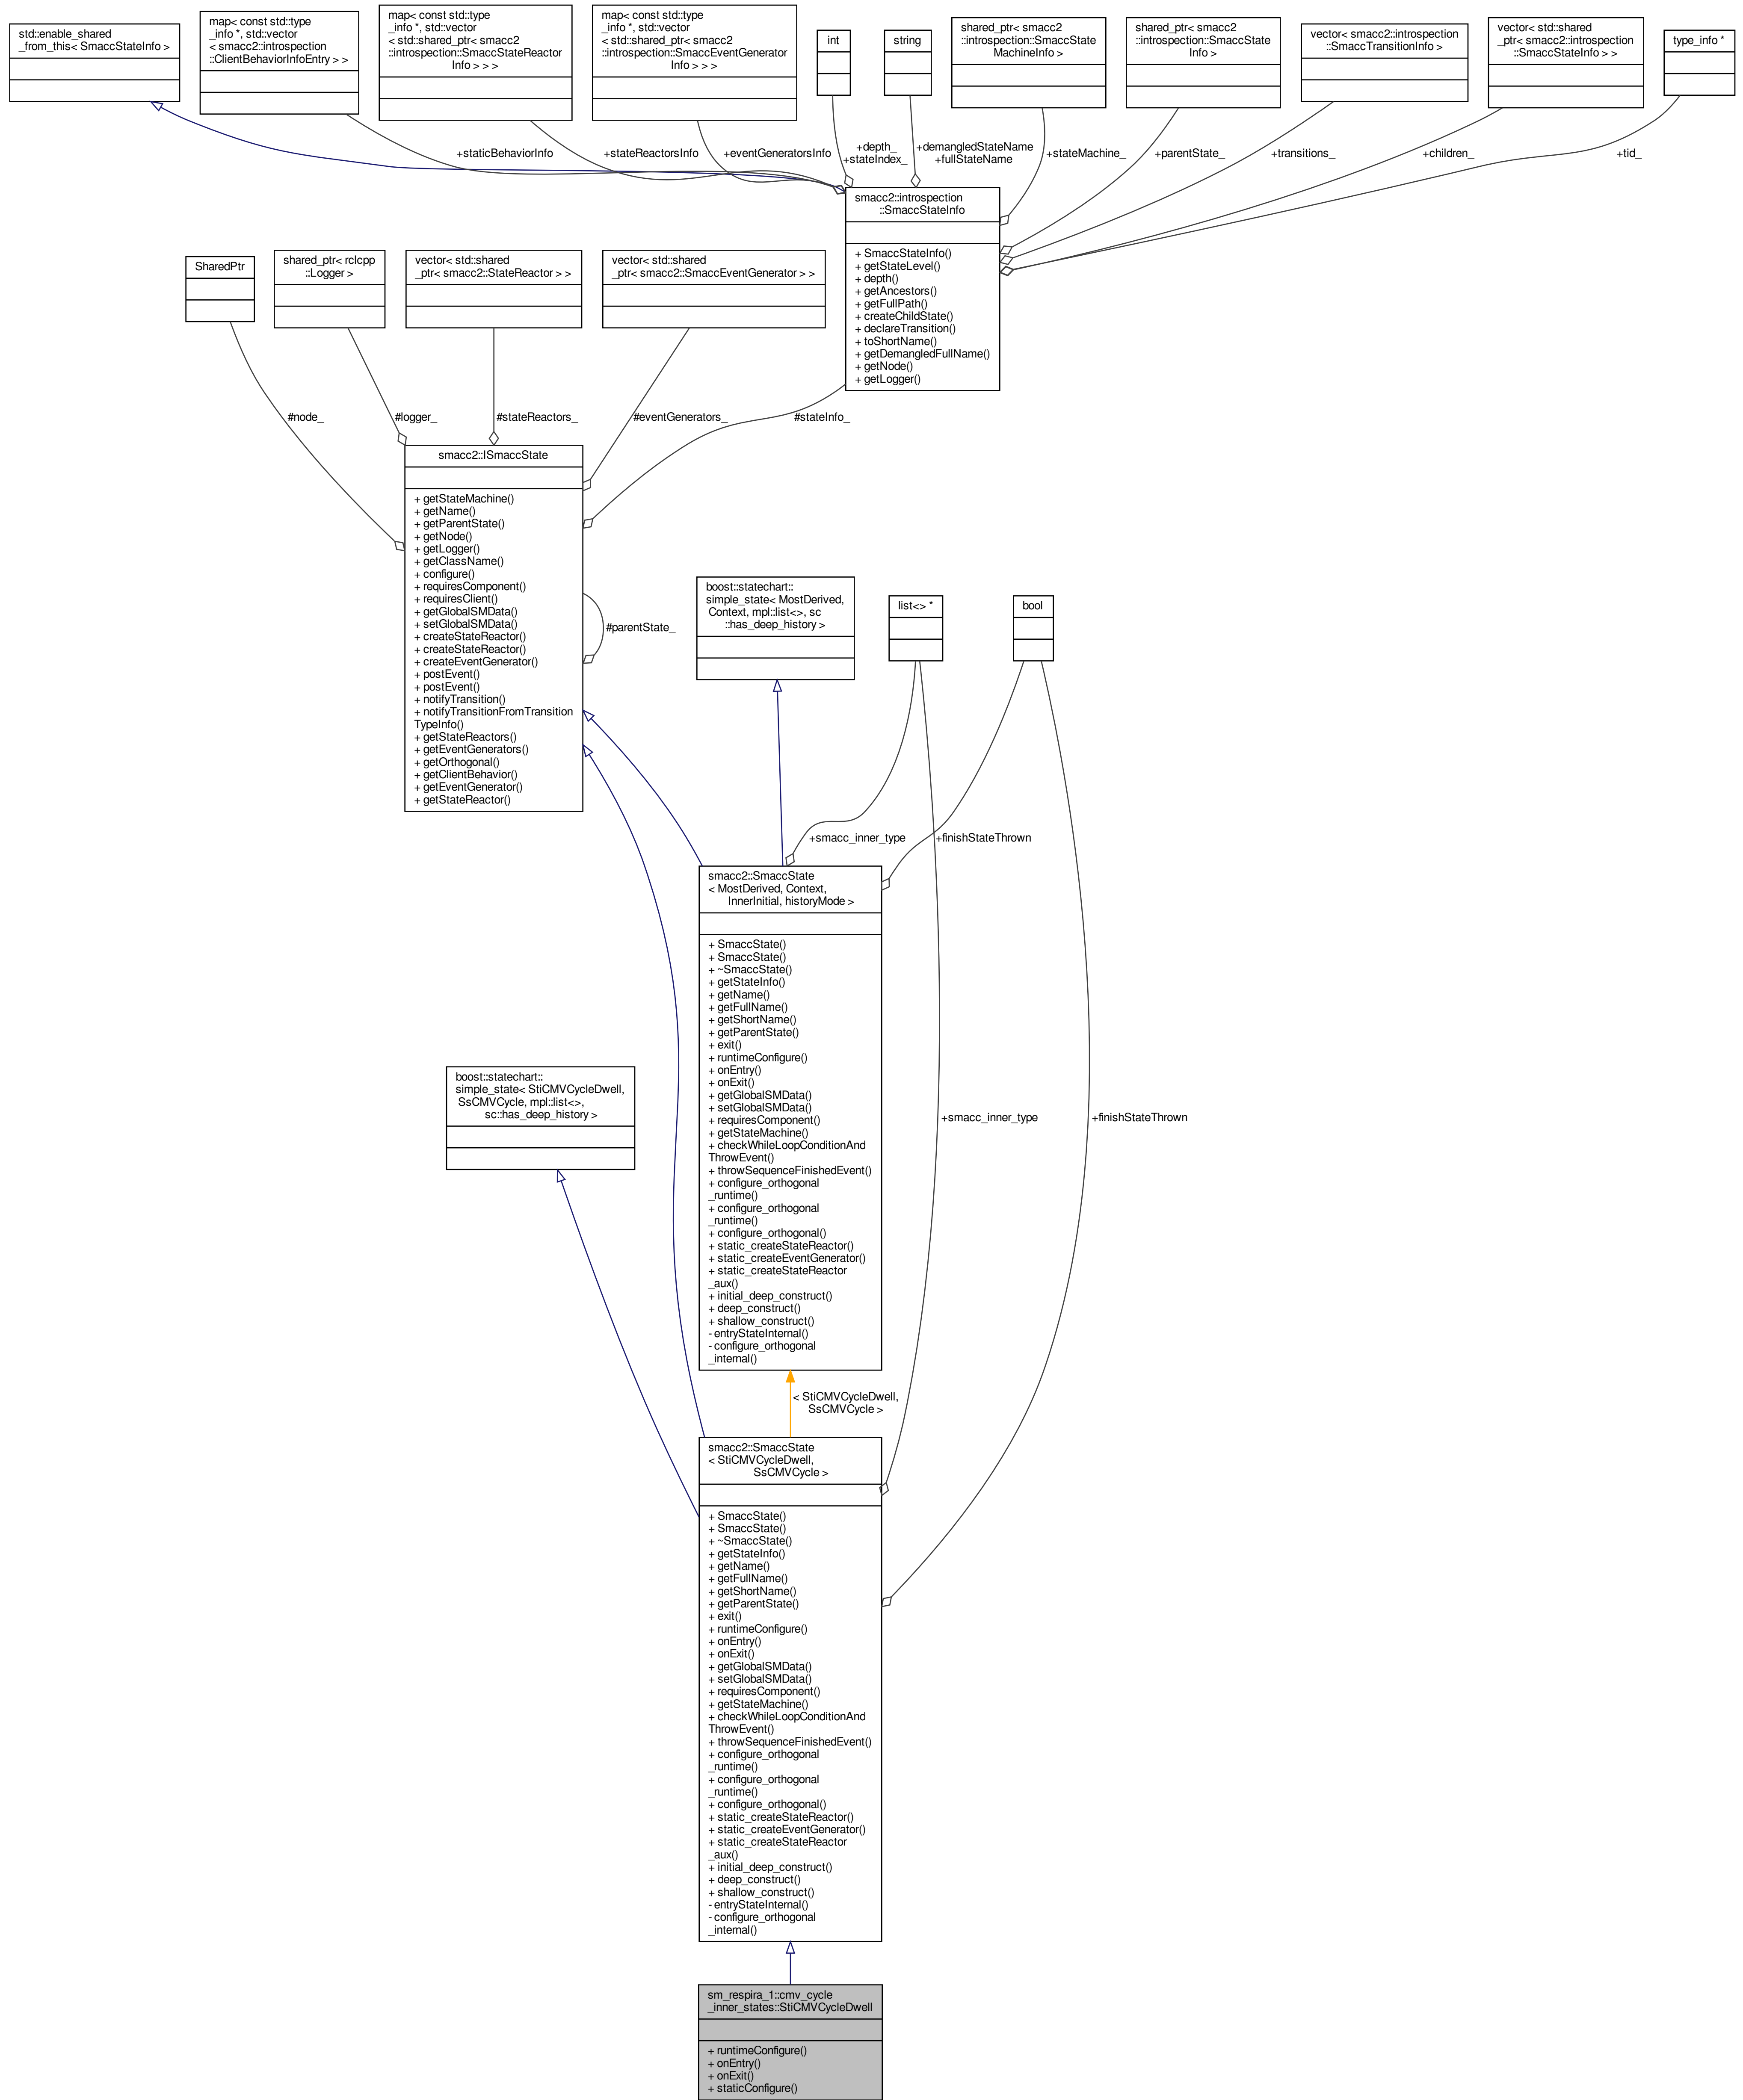 std::enable_shared
_from_this< SmaccStateInfo >
map< const std::type
_info *, std::vector
< smacc2::introspection
::ClientBehaviorInfoEntry > >
map< const std::type
_info *, std::vector
< std::shared_ptr< smacc2
::introspection::SmaccStateReactor
Info > > >
map< const std::type
_info *, std::vector
< std::shared_ptr< smacc2
::introspection::SmaccEventGenerator
Info > > >
int
string
shared_ptr< smacc2
::introspection::SmaccState
MachineInfo >
shared_ptr< smacc2
::introspection::SmaccState
Info >
vector< smacc2::introspection
::SmaccTransitionInfo >
vector< std::shared
_ptr< smacc2::introspection
::SmaccStateInfo > >
type_info *
+staticBehaviorInfo
+stateReactorsInfo
+eventGeneratorsInfo
+depth_
+stateIndex_
+demangledStateName
+fullStateName
+stateMachine_
+parentState_
+transitions_
+children_
+tid_
smacc2::introspection
::SmaccStateInfo
+ SmaccStateInfo()
+ getStateLevel()
+ depth()
+ getAncestors()
+ getFullPath()
+ createChildState()
+ declareTransition()
+ toShortName()
+ getDemangledFullName()
+ getNode()
+ getLogger()
SharedPtr
shared_ptr< rclcpp
::Logger >
vector< std::shared
_ptr< smacc2::StateReactor > >
vector< std::shared
_ptr< smacc2::SmaccEventGenerator > >
#node_
#logger_
#stateReactors_
#eventGenerators_
#stateInfo_
smacc2::ISmaccState
+ getStateMachine()
+ getName()
+ getParentState()
+ getNode()
+ getLogger()
+ getClassName()
+ configure()
+ requiresComponent()
+ requiresClient()
+ getGlobalSMData()
+ setGlobalSMData()
+ createStateReactor()
+ createStateReactor()
+ createEventGenerator()
+ postEvent()
+ postEvent()
+ notifyTransition()
+ notifyTransitionFromTransition
TypeInfo()
+ getStateReactors()
+ getEventGenerators()
+ getOrthogonal()
+ getClientBehavior()
+ getEventGenerator()
+ getStateReactor()
#parentState_
boost::statechart::
simple_state< MostDerived,
Context, mpl::list<>, sc
::has_deep_history >
list<> *
bool
+smacc_inner_type
+finishStateThrown
smacc2::SmaccState
< MostDerived, Context,
InnerInitial, historyMode >
+ SmaccState()
+ SmaccState()
+ ~SmaccState()
+ getStateInfo()
+ getName()
+ getFullName()
+ getShortName()
+ getParentState()
+ exit()
+ runtimeConfigure()
+ onEntry()
+ onExit()
+ getGlobalSMData()
+ setGlobalSMData()
+ requiresComponent()
+ getStateMachine()
+ checkWhileLoopConditionAnd
ThrowEvent()
+ throwSequenceFinishedEvent()
+ configure_orthogonal
_runtime()
+ configure_orthogonal
_runtime()
+ configure_orthogonal()
+ static_createStateReactor()
+ static_createEventGenerator()
+ static_createStateReactor
_aux()
+ initial_deep_construct()
+ deep_construct()
+ shallow_construct()
- entryStateInternal()
- configure_orthogonal
_internal()
boost::statechart::
simple_state< StiCMVCycleDwell,
SsCMVCycle, mpl::list<>,
sc::has_deep_history >
+smacc_inner_type
+finishStateThrown
< StiCMVCycleDwell,
SsCMVCycle >
smacc2::SmaccState
< StiCMVCycleDwell,
SsCMVCycle >
+ SmaccState()
+ SmaccState()
+ ~SmaccState()
+ getStateInfo()
+ getName()
+ getFullName()
+ getShortName()
+ getParentState()
+ exit()
+ runtimeConfigure()
+ onEntry()
+ onExit()
+ getGlobalSMData()
+ setGlobalSMData()
+ requiresComponent()
+ getStateMachine()
+ checkWhileLoopConditionAnd
ThrowEvent()
+ throwSequenceFinishedEvent()
+ configure_orthogonal
_runtime()
+ configure_orthogonal
_runtime()
+ configure_orthogonal()
+ static_createStateReactor()
+ static_createEventGenerator()
+ static_createStateReactor
_aux()
+ initial_deep_construct()
+ deep_construct()
+ shallow_construct()
- entryStateInternal()
- configure_orthogonal
_internal()
sm_respira_1::cmv_cycle
_inner_states::StiCMVCycleDwell
+ runtimeConfigure()
+ onEntry()
+ onExit()
+ staticConfigure()